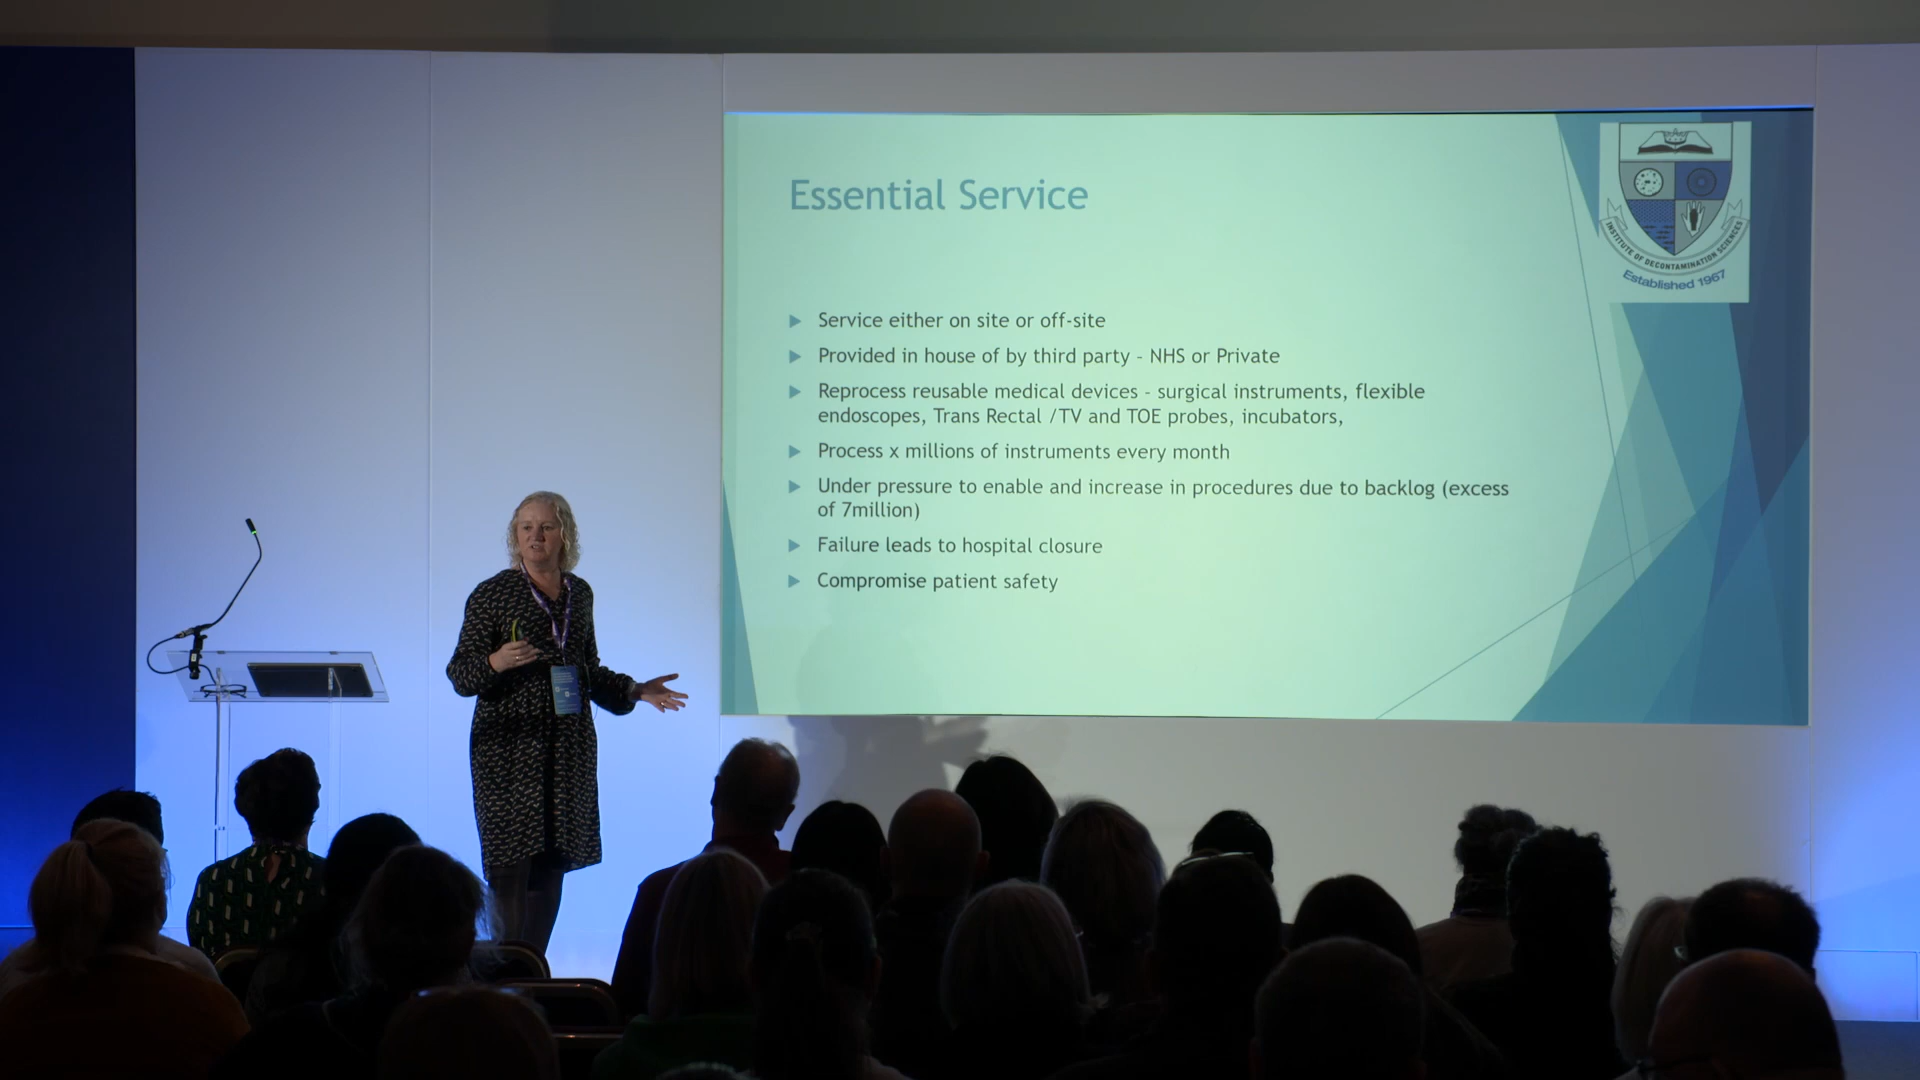 Essential Service
INSTITUTE OF DECONTAMINATION SCIENCES
Established 1967
Service either on site or off-site
Provided in house of by third party - NHS or Private
Reprocess reusable medical devices - surgical instruments, flexible
endoscopes, Trans Rectal /TV and TOE probes, incubators,
Process x millions of instruments every month
Under pressure to enable and increase in procedures due to backlog (excess
of 7million)
Failure leads to hospital closure
Compromise patient safety